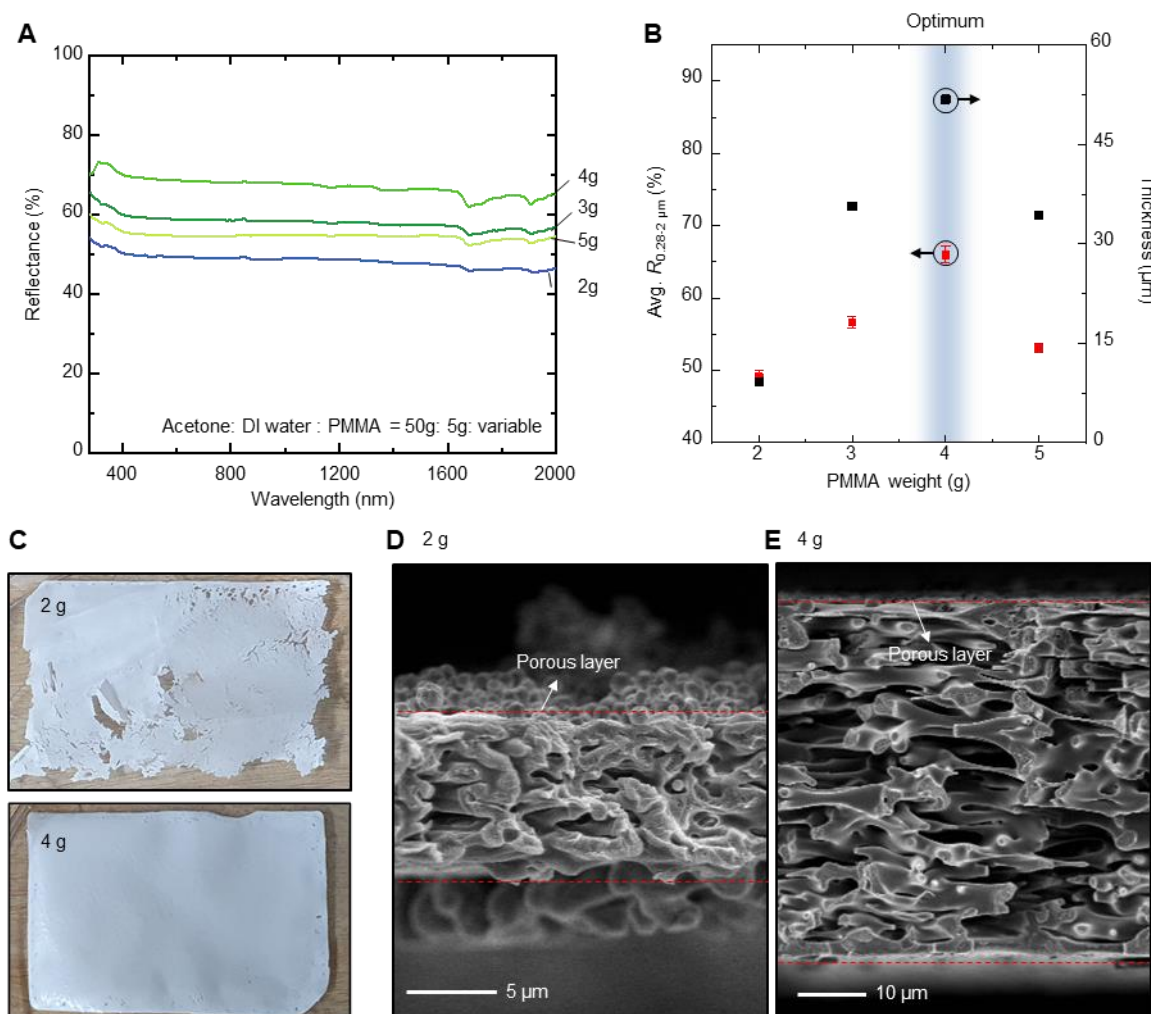 A
100
80
60
40
20
0
Reflectance (%)
400
800
1200
1600
2000
Wavelength (nm)
4g
3g
5g
2g
Acetone: DI water : PMMA = 50g: 5g: variable
B
Optimum
90
80
70
60
50
40
Avg. R0.28-2 µm (%)
60
45
30
15
0
Thickness (µm)
2
3
4
5
PMMA weight (g)
C
2 g
4 g
D 2 g
Porous layer
5 µm
E 4 g
Porous layer
10 µm